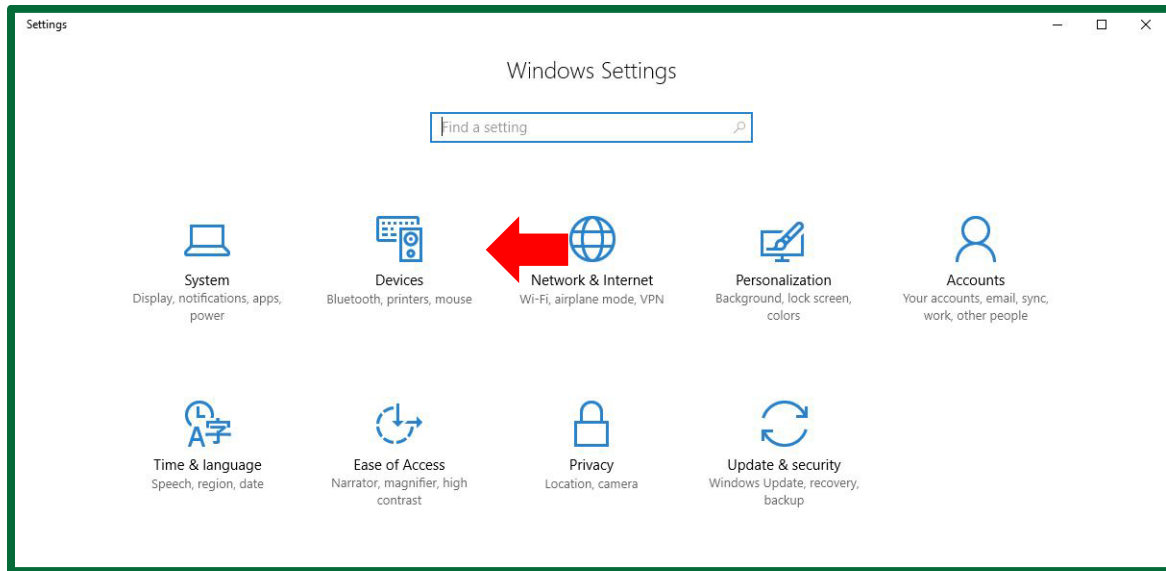 Settings
Windows Settings
Find a setting
System
Display, notifications, apps,
power
Devices
Bluetooth, printers, mouse
Network & Internet
Wi-Fi, airplane mode, VPN
Personalization
Background, lock screen,
colors
Accounts
Your accounts, email, sync,
work, other people
A字
Time & language
Speech, region, date
Ease of Access
Narrator, magnifier, high
contrast
Privacy
Location, camera
Update & security
Windows Update, recovery,
backup